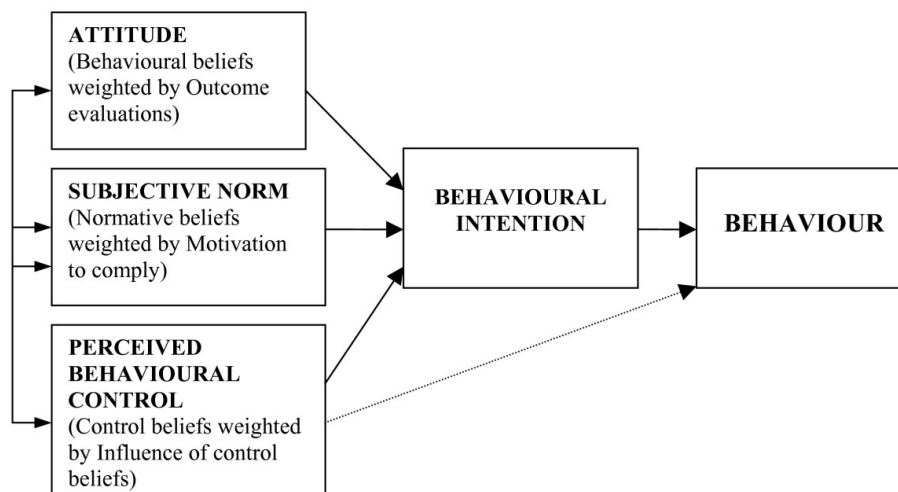 ATTITUDE
(Behavioural beliefs
weighted by Outcome
evaluations)
SUBJECTIVE NORM
(Normative beliefs
weighted by Motivation
to comply)
PERCEIVED
BEHAVIOURAL
CONTROL
(Control beliefs weighted
by Influence of control
beliefs)
BEHAVIOURAL
INTENTION
BEHAVIOUR